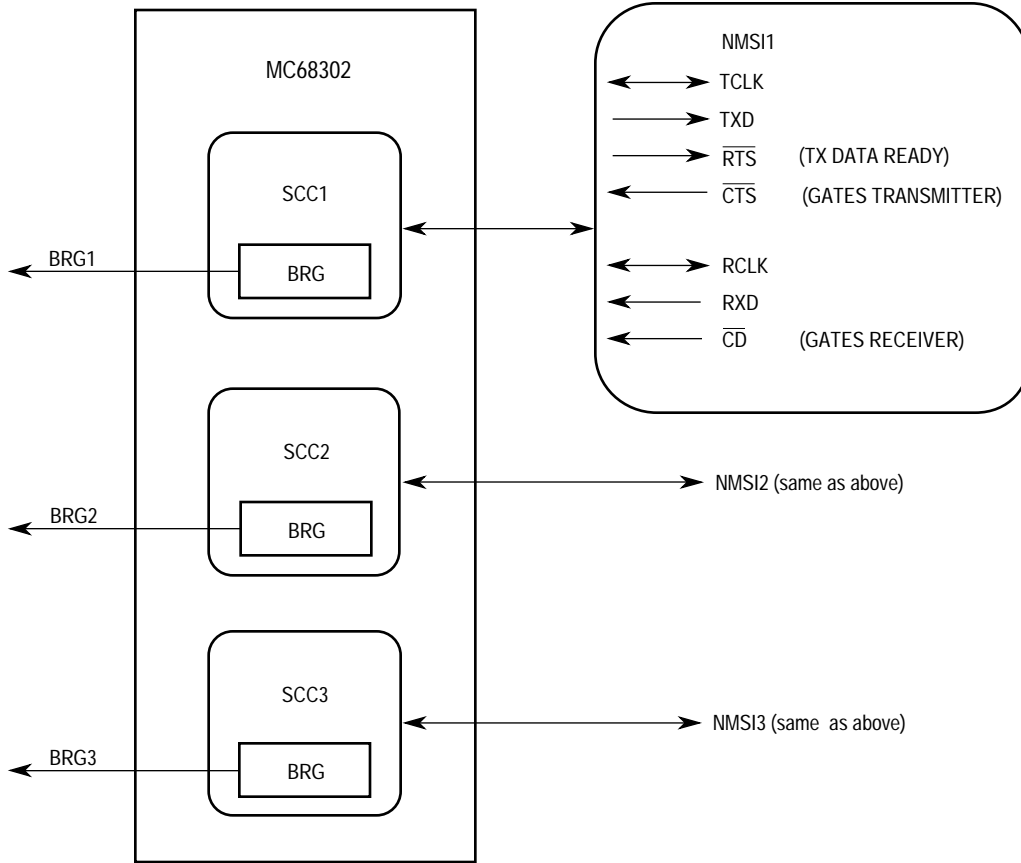 NMSI1
MC68302
TCLK
TXD
RTS (TX DATA READY)
SCC1
CTS (GATES TRANSMITTER)
BRG1
BRG
RCLK
RXD
CD (GATES RECEIVER)
SCC2
NMSI2 (same as above)
BRG2
BRG
SCC3
NMSI3 (same as above)
BRG3
BRG